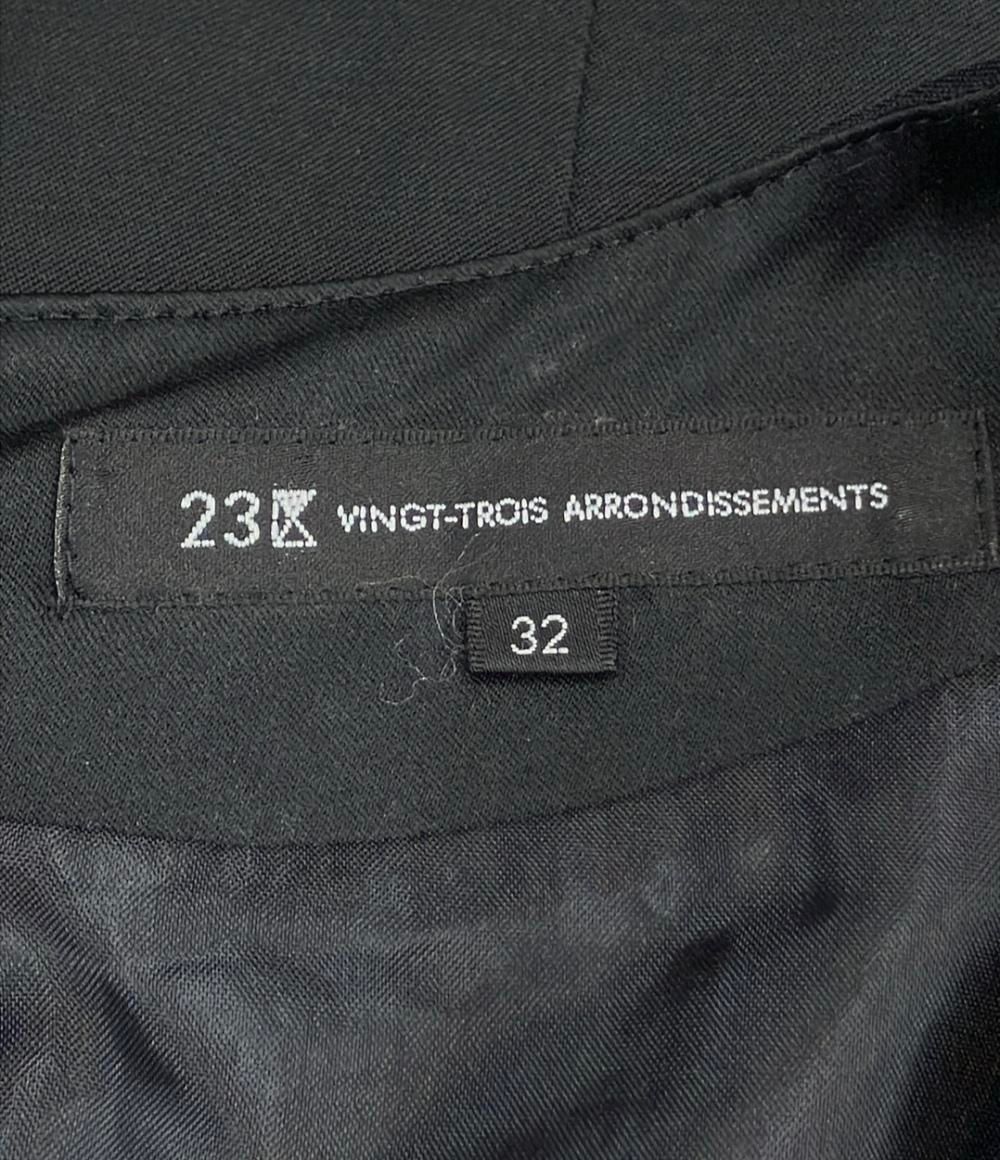 23区 VINGT-TROIS ARRONDISSEMENTS
32